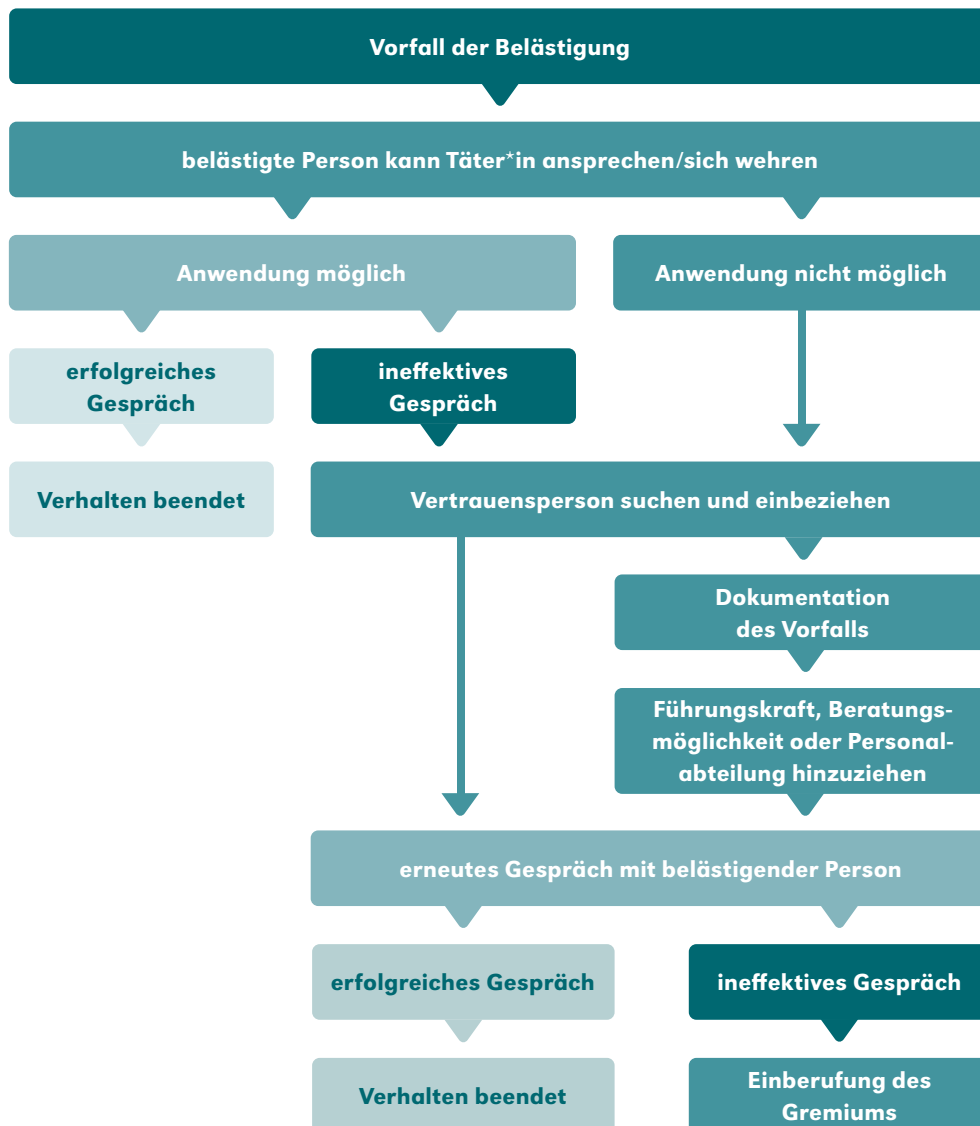 Vorfall der Belästigung
belästigte Person kann Täter*in ansprechen/sich wehren
Anwendung möglich
Anwendung nicht möglich
erfolgreiches
Gespräch
ineffektives
Gespräch
Verhalten beendet
Vertrauensperson suchen und einbeziehen
Dokumentation
des Vorfalls
Führungskraft, Beratungs-
möglichkeit oder Personal-
abteilung hinzuziehen
erneutes Gespräch mit belästigender Person
erfolgreiches Gespräch
ineffektives Gespräch
Verhalten beendet
Einberufung des
Gremiums